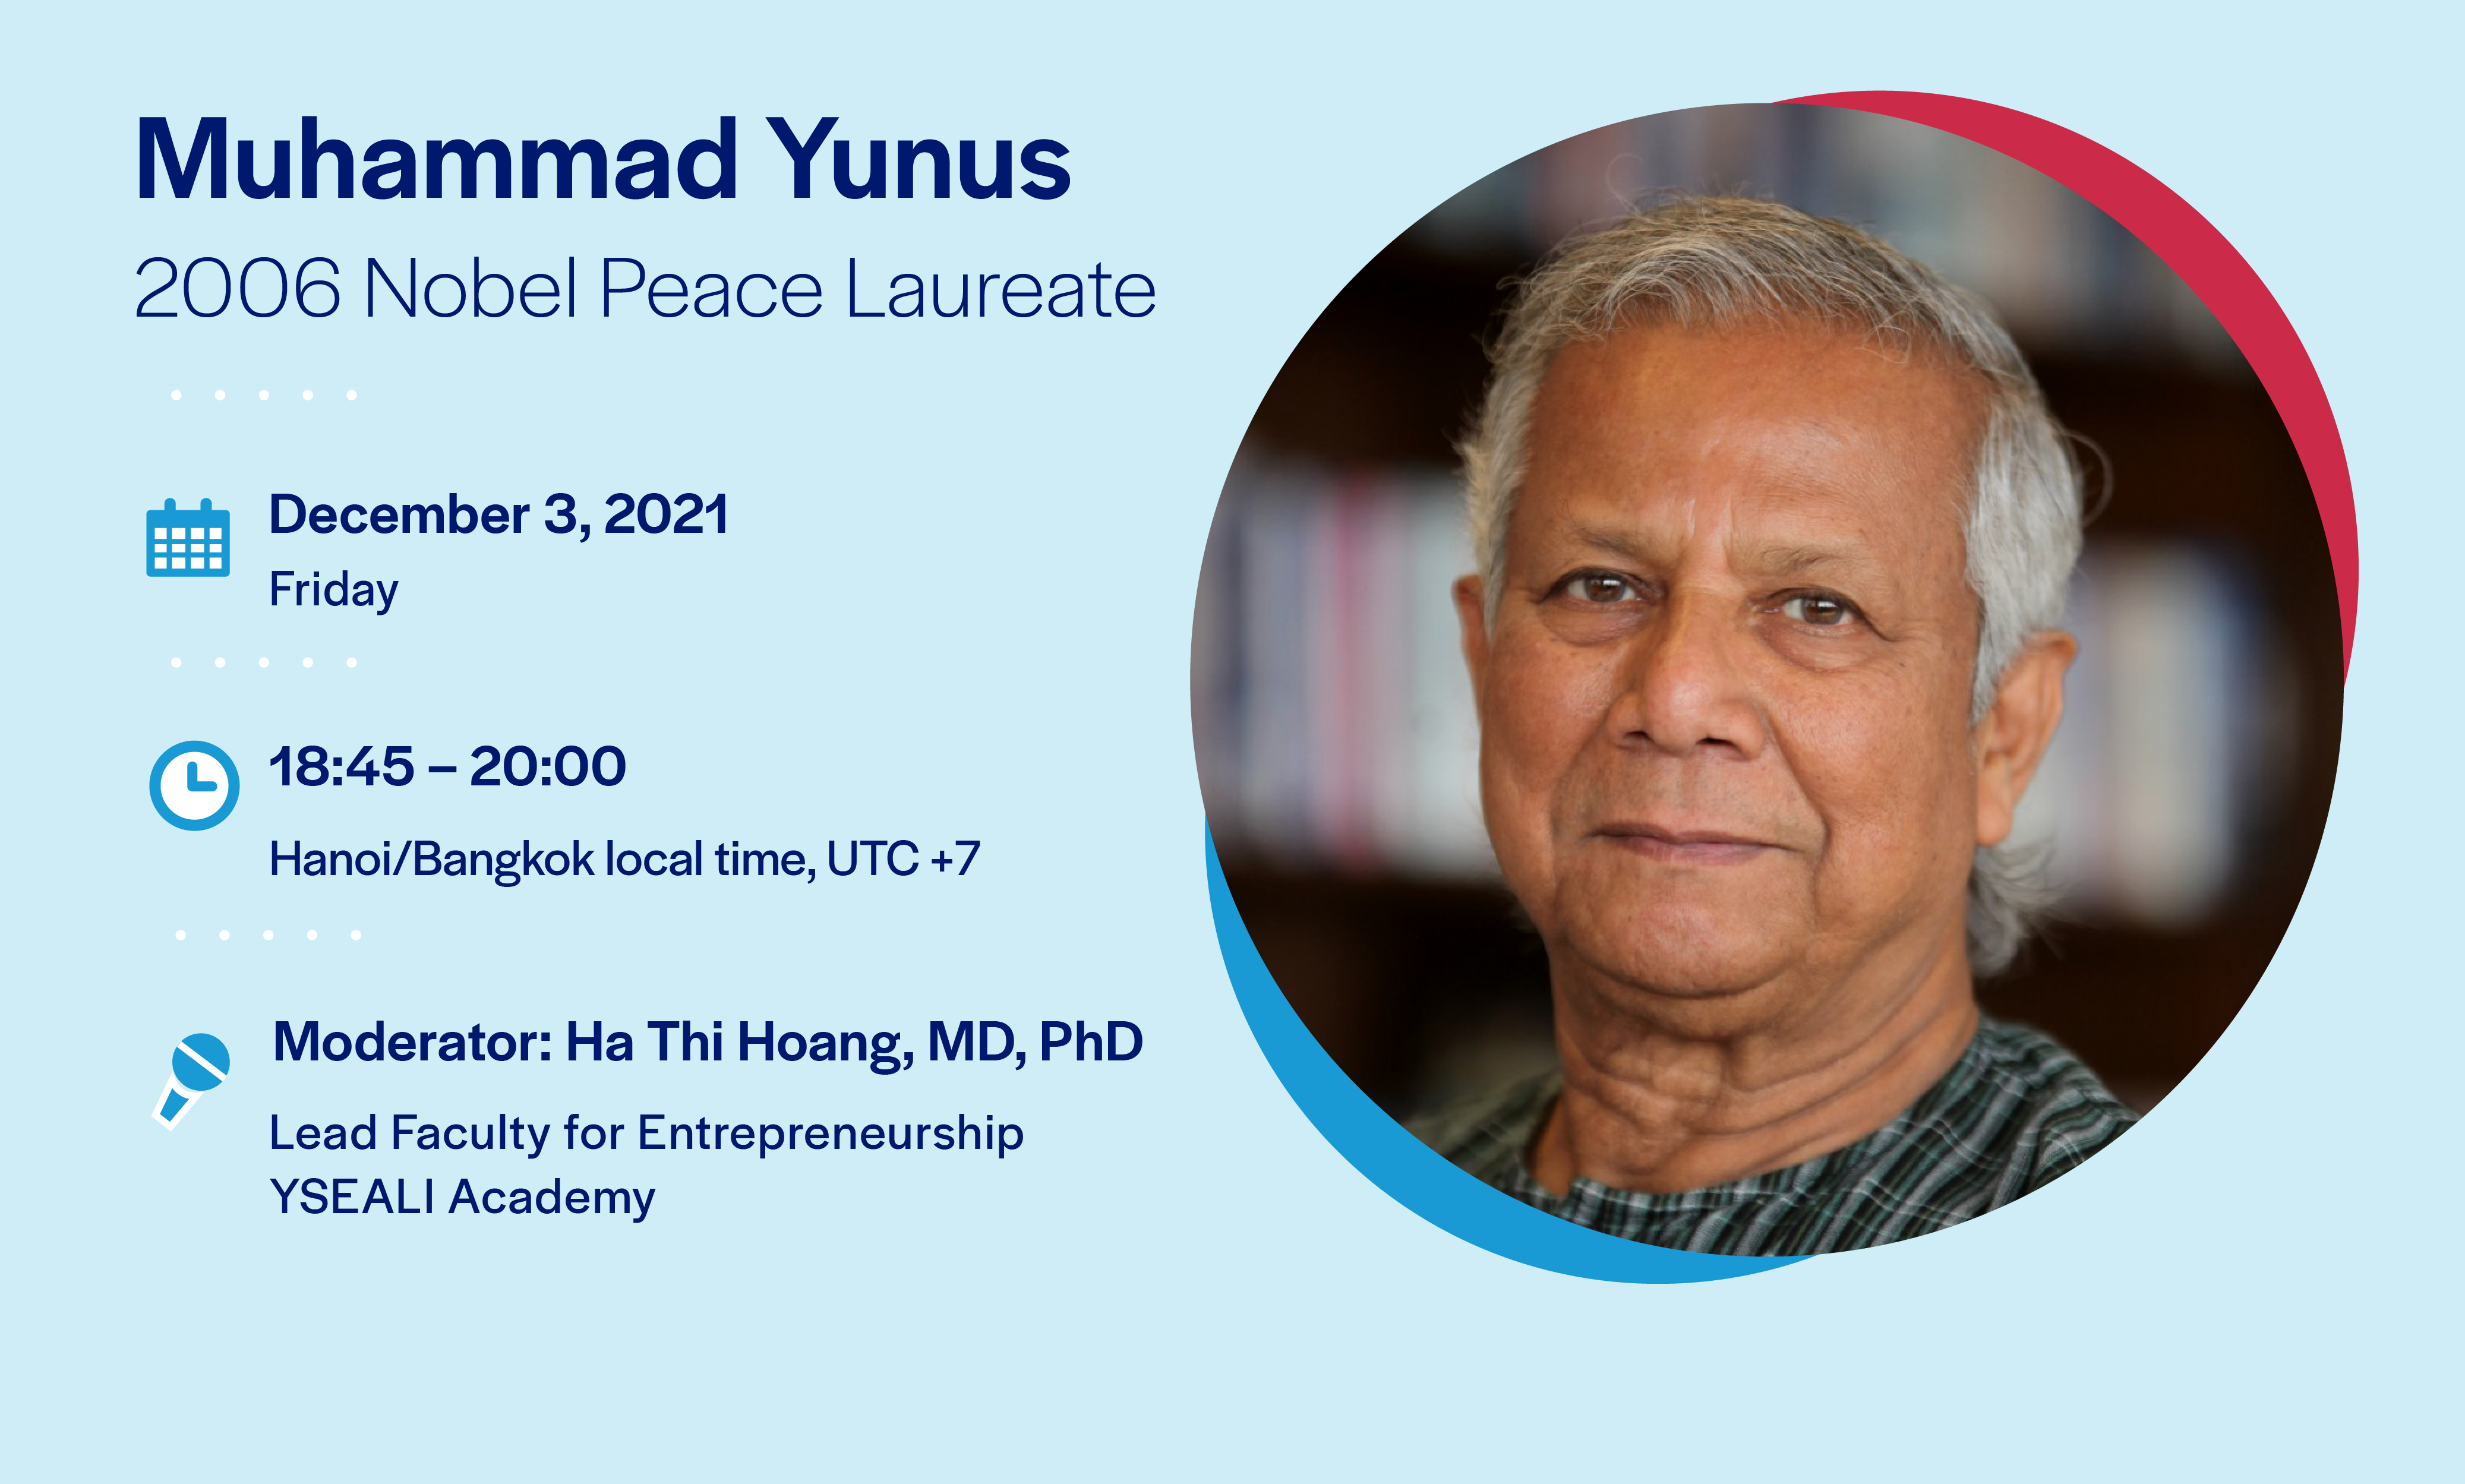 Muhammad Yunus
2006 Nobel Peace Laureate
December 3, 2021
Friday
18:45 – 20:00
Hanoi/Bangkok local time, UTC +7
Moderator: Ha Thi Hoang, MD, PhD
Lead Faculty for Entrepreneurship
YSEALI Academy